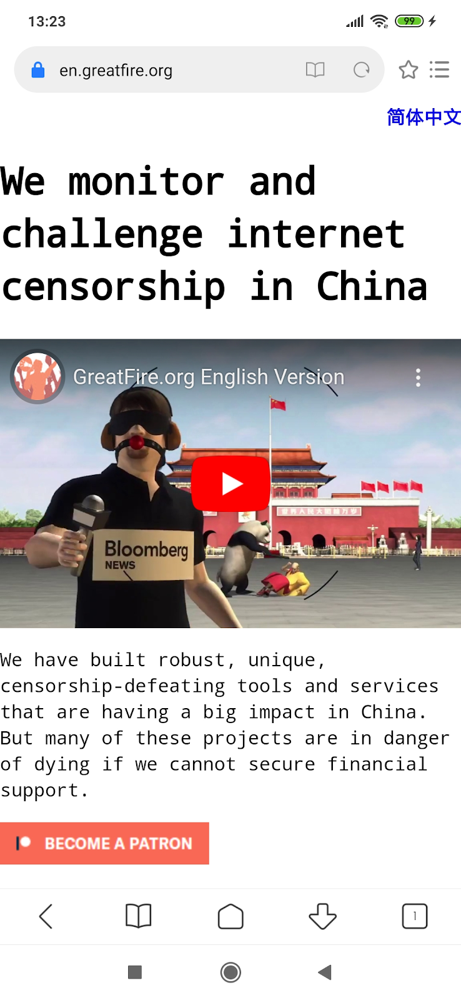 13:23
99
en.greatfire.org
简体中文
We monitor and
challenge internet
censorship in China
GreatFire.org English Version
世界人民大团结万岁
Bloomberg
NEWS
We have built robust, unique,
censorship-defeating tools and services
that are having a big impact in China.
But many of these projects are in danger
of dying if we cannot secure financial
support.
BECOME A PATRON
1